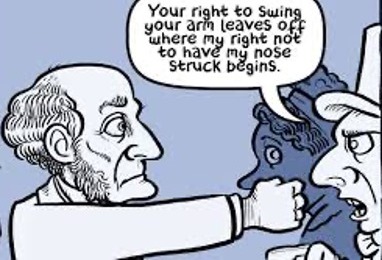 Your right to swing
your arm leaves off
where my right not
to have my nose
struck begins.